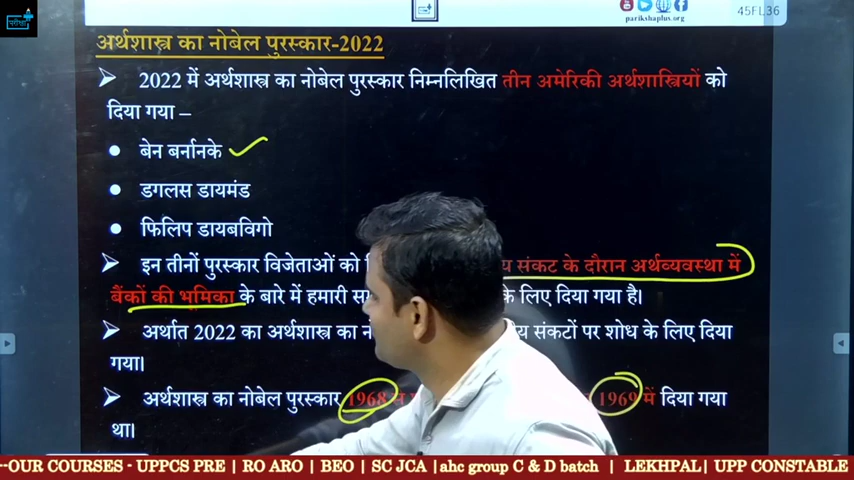 परीक्षा
parikshaplus.org
45FL36
अर्थशास्त्र का नोबेल पुरस्कार-2022
➢ 2022 में अर्थशास्त्र का नोबेल पुरस्कार निम्नलिखित तीन अमेरिकी अर्थशास्त्रियों को
दिया गया –
● बेन बर्नानके
● डगलस डायमंड
● फिलिप डायबविगो
➢ इन तीनों पुरस्कार विजेताओं को संकट के दौरान अर्थव्यवस्था में
बैंकों की भूमिका के बारे में हमारी के लिए दिया गया है।
➢ अर्थात 2022 का अर्थशास्त्र का संकटों पर शोध के लिए दिया
गया।
➢ अर्थशास्त्र का नोबेल पुरस्कार 1968 1969 में दिया गया
था।
--OUR COURSES - UPPCS PRE | RO ARO | BEO | SC JCA |ahc group C & D batch | LEKHPAL| UPP CONSTABLE